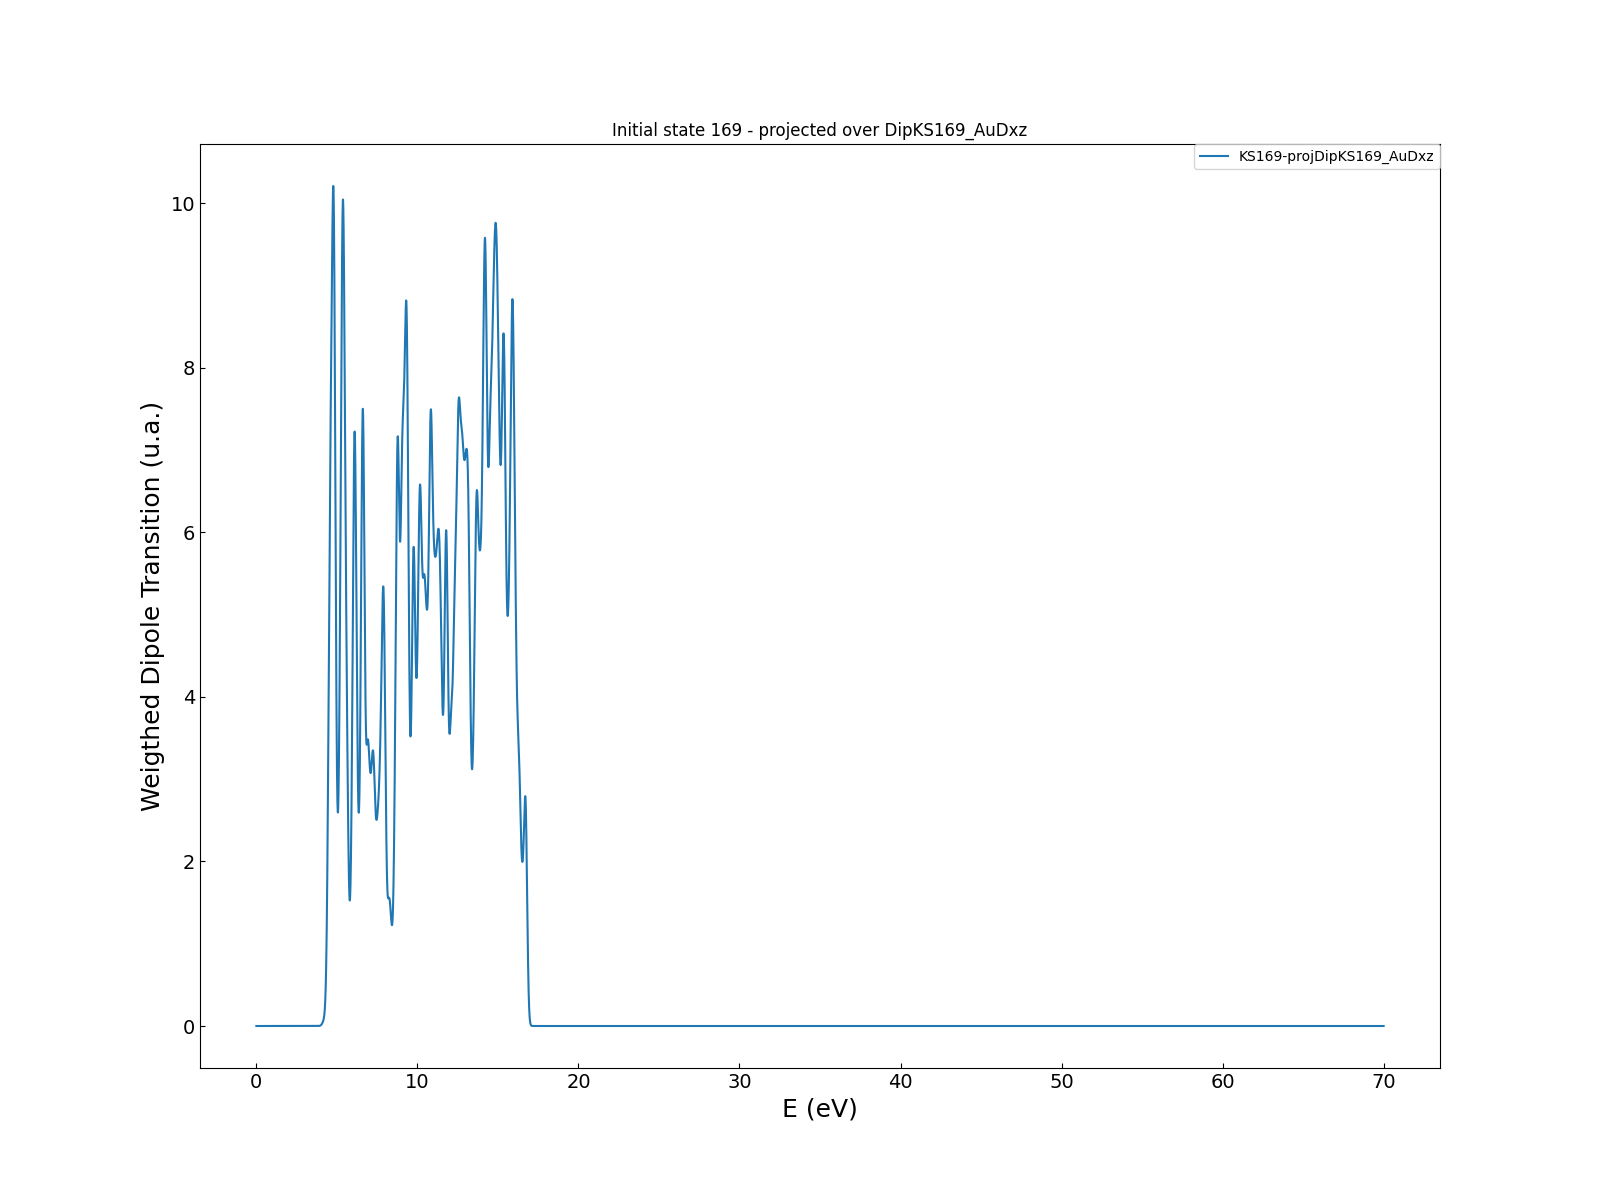 Initial state 169 - projected over DipKS169_AuDxz
KS169-projDipKS169_AuDxz
Weigthed Dipole Transition (u.a.)
10
8
6
4
2
0
0 10 20 30 40 50 60 70
E (eV)